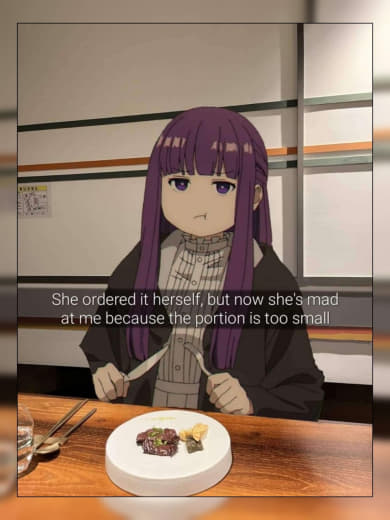 She ordered it herself, but now she's mad
at me because the portion is too small